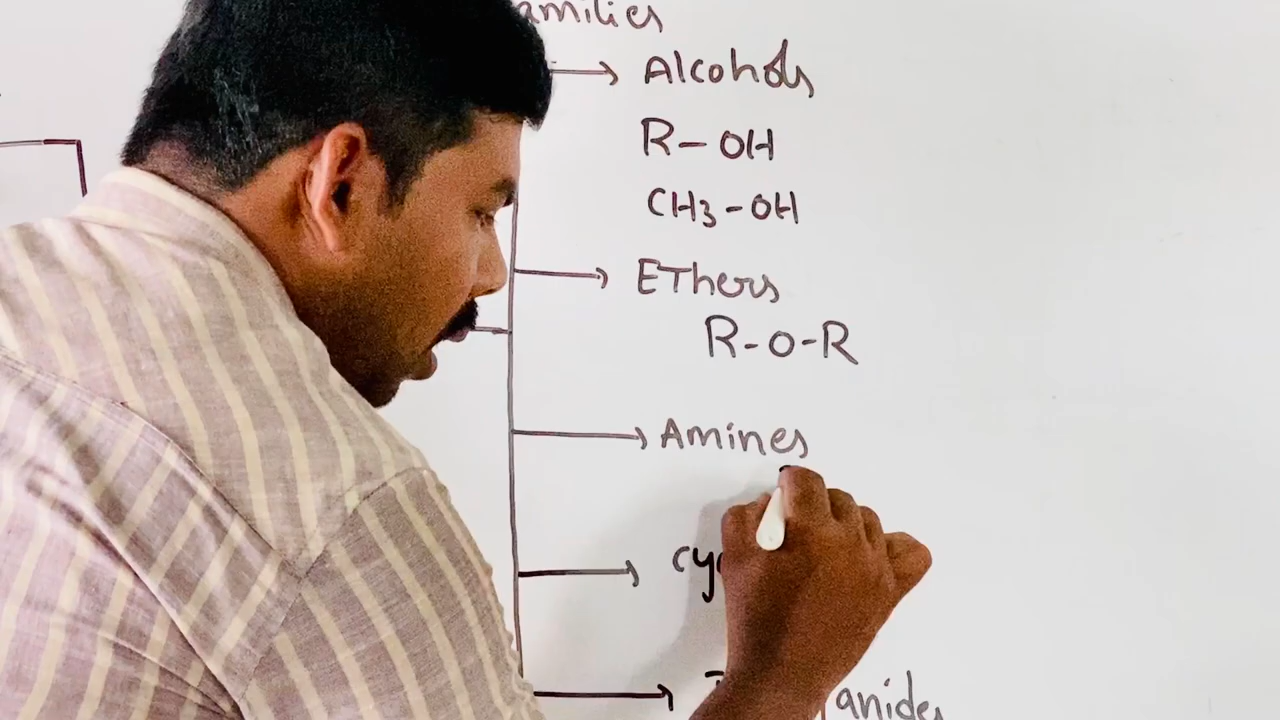 amilies
Alcohols
R-OH
CH3-OH
EThers
R-O-R
Amines
cy
anides